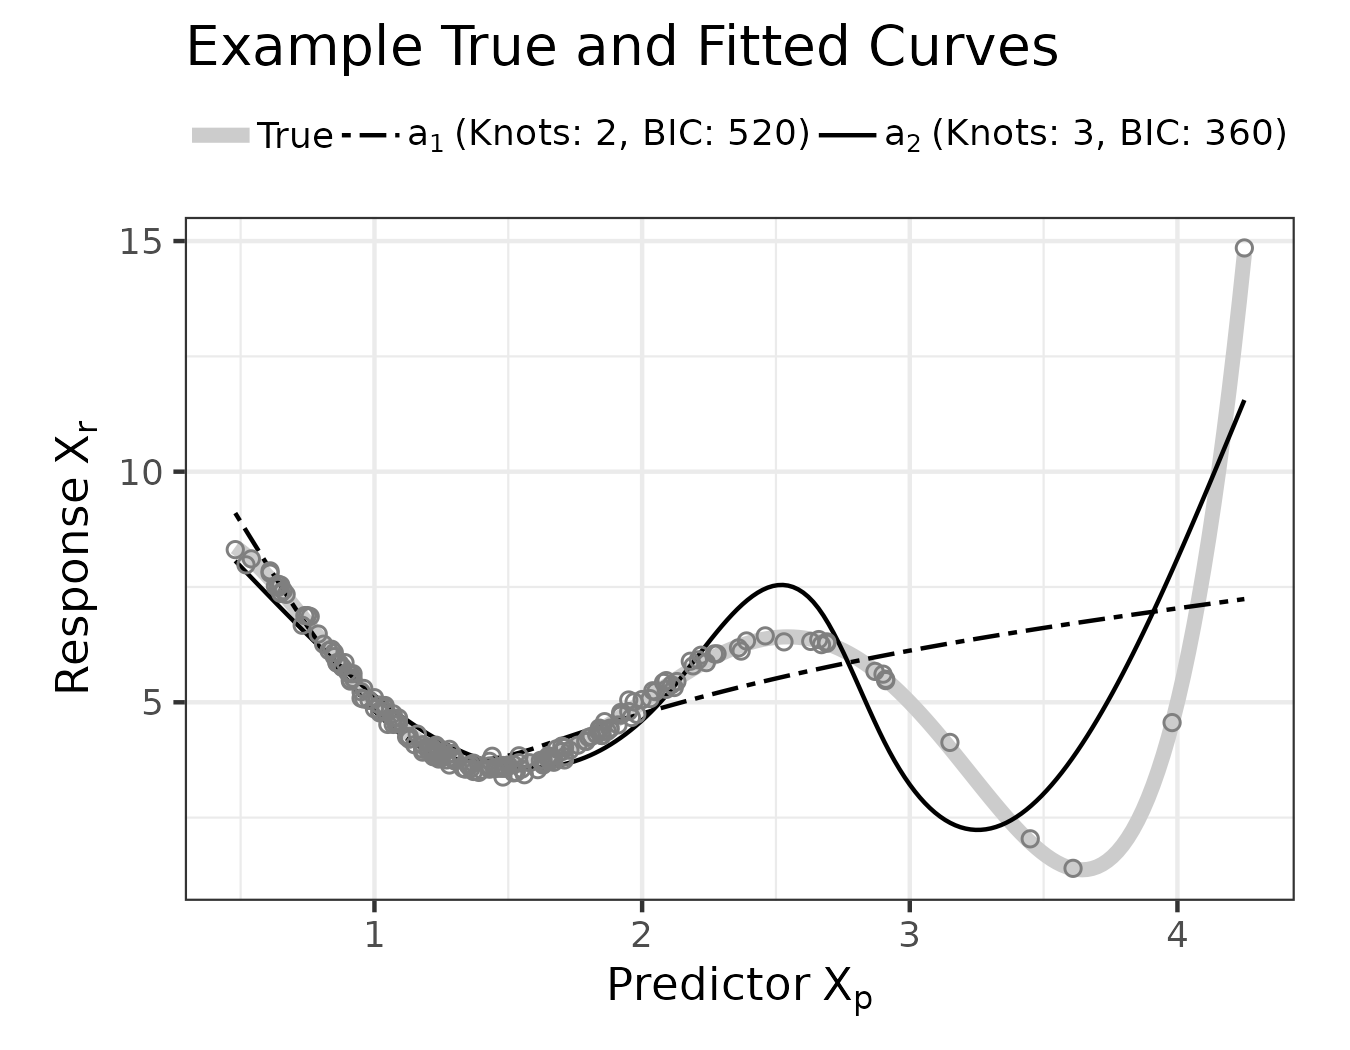 Example True and Fitted Curves
True a₁ (Knots: 2, BIC: 520) a₂ (Knots: 3, BIC: 360)
15
10
5
Response Xᵣ
1 2 3 4
Predictor Xₚ